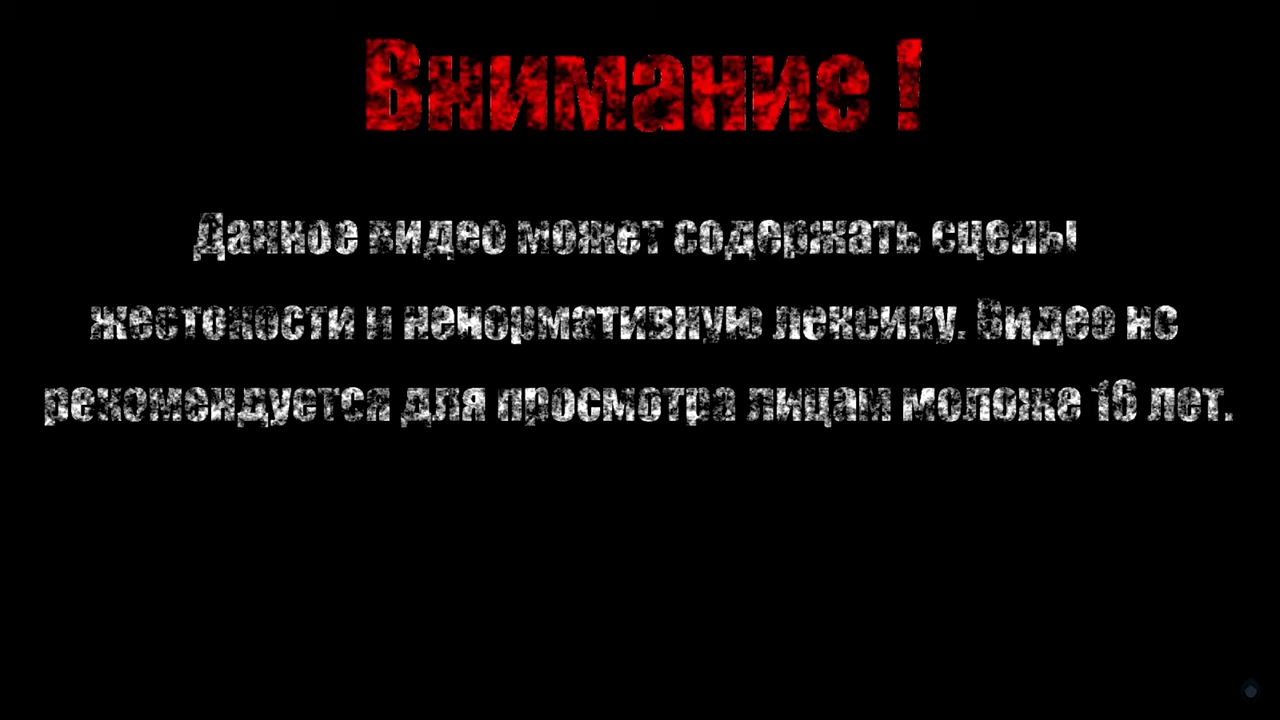 Внимание !
Данное видео может содержать сцены
жестокости и ненормативную лексику. Видео не
рекомендуется для просмотра лицам моложе 16 лет.